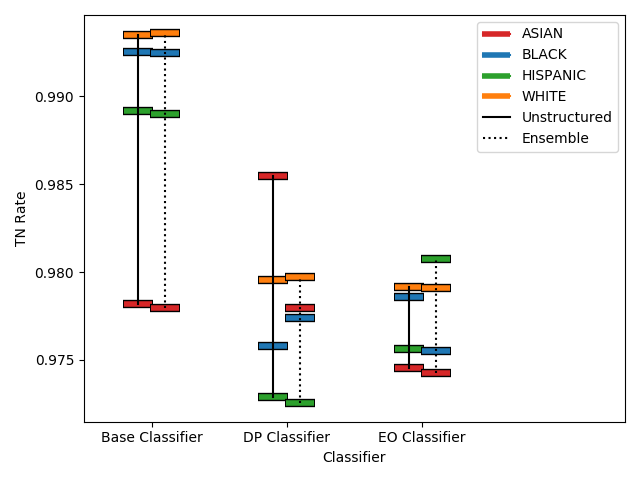 ASIAN
BLACK
HISPANIC
WHITE
Unstructured
Ensemble
0.990
0.985
0.980
0.975
TN Rate
Base Classifier
DP Classifier
EO Classifier
Classifier